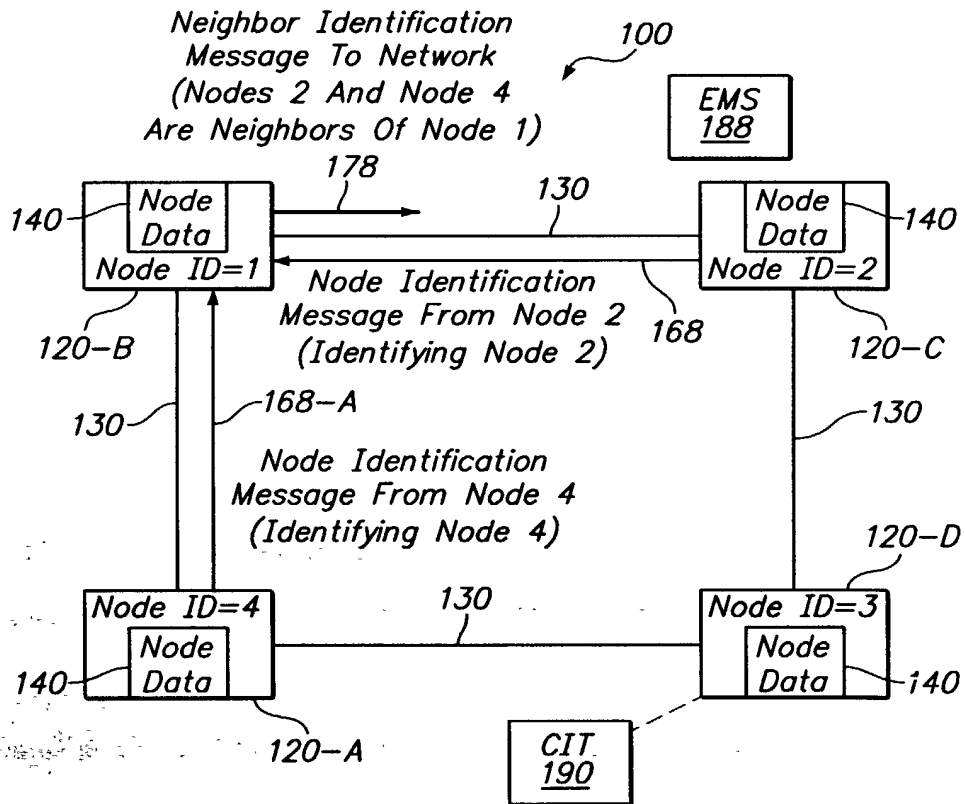 Neighbor Identification
Message To Network
(Nodes 2 And Node 4
Are Neighbors Of Node 1)
100
EMS
188
178
130
140
Node
Data
Node ID=1
Node
Data
140
Node ID=2
120-B
Node Identification
Message From Node 2
(Identifying Node 2)
168
120-C
130
168-A
130
Node Identification
Message From Node 4
(Identifying Node 4)
120-D
Node ID=4
130
Node ID=3
140
Node
Data
Node
Data
140
120-A
CIT
190